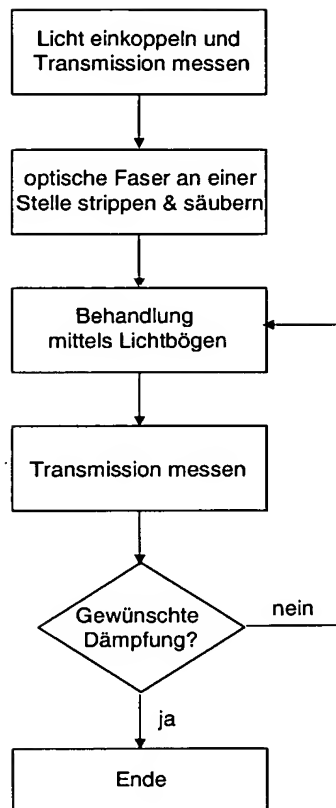 Licht einkoppeln und
Transmission messen
optische Faser an einer
Stelle strippen & säubern
Behandlung
mittels Lichtbögen
Transmission messen
Gewünschte
Dämpfung?
nein
ja
Ende